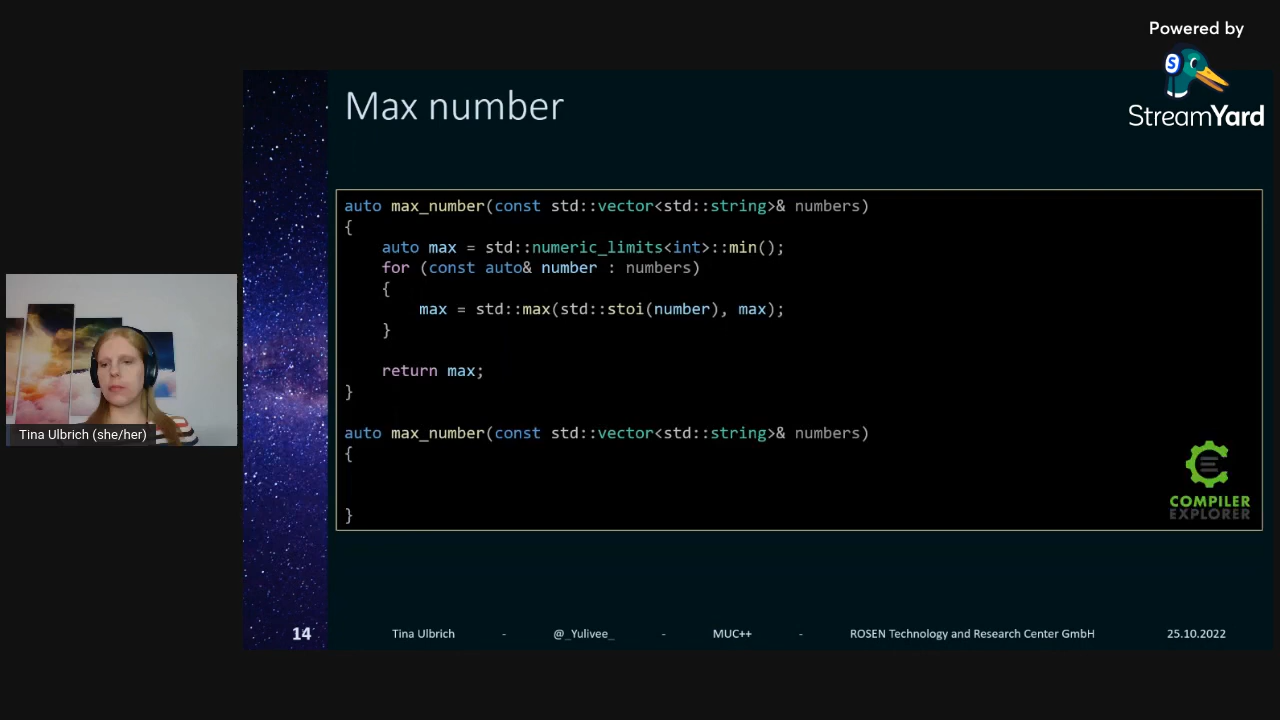 Powered by
StreamYard
Max number
auto max_number(const std::vector<std::string>& numbers)
{
    auto max = std::numeric_limits<int>::min();
    for (const auto& number : numbers)
    {
        max = std::max(std::stoi(number), max);
    }
    return max;
}
auto max_number(const std::vector<std::string>& numbers)
{
}
COMPILER
EXPLORER
Tina Ulbrich (she/her)
14 Tina Ulbrich - @_Yulivee_ - MUC++ - ROSEN Technology and Research Center GmbH 25.10.2022